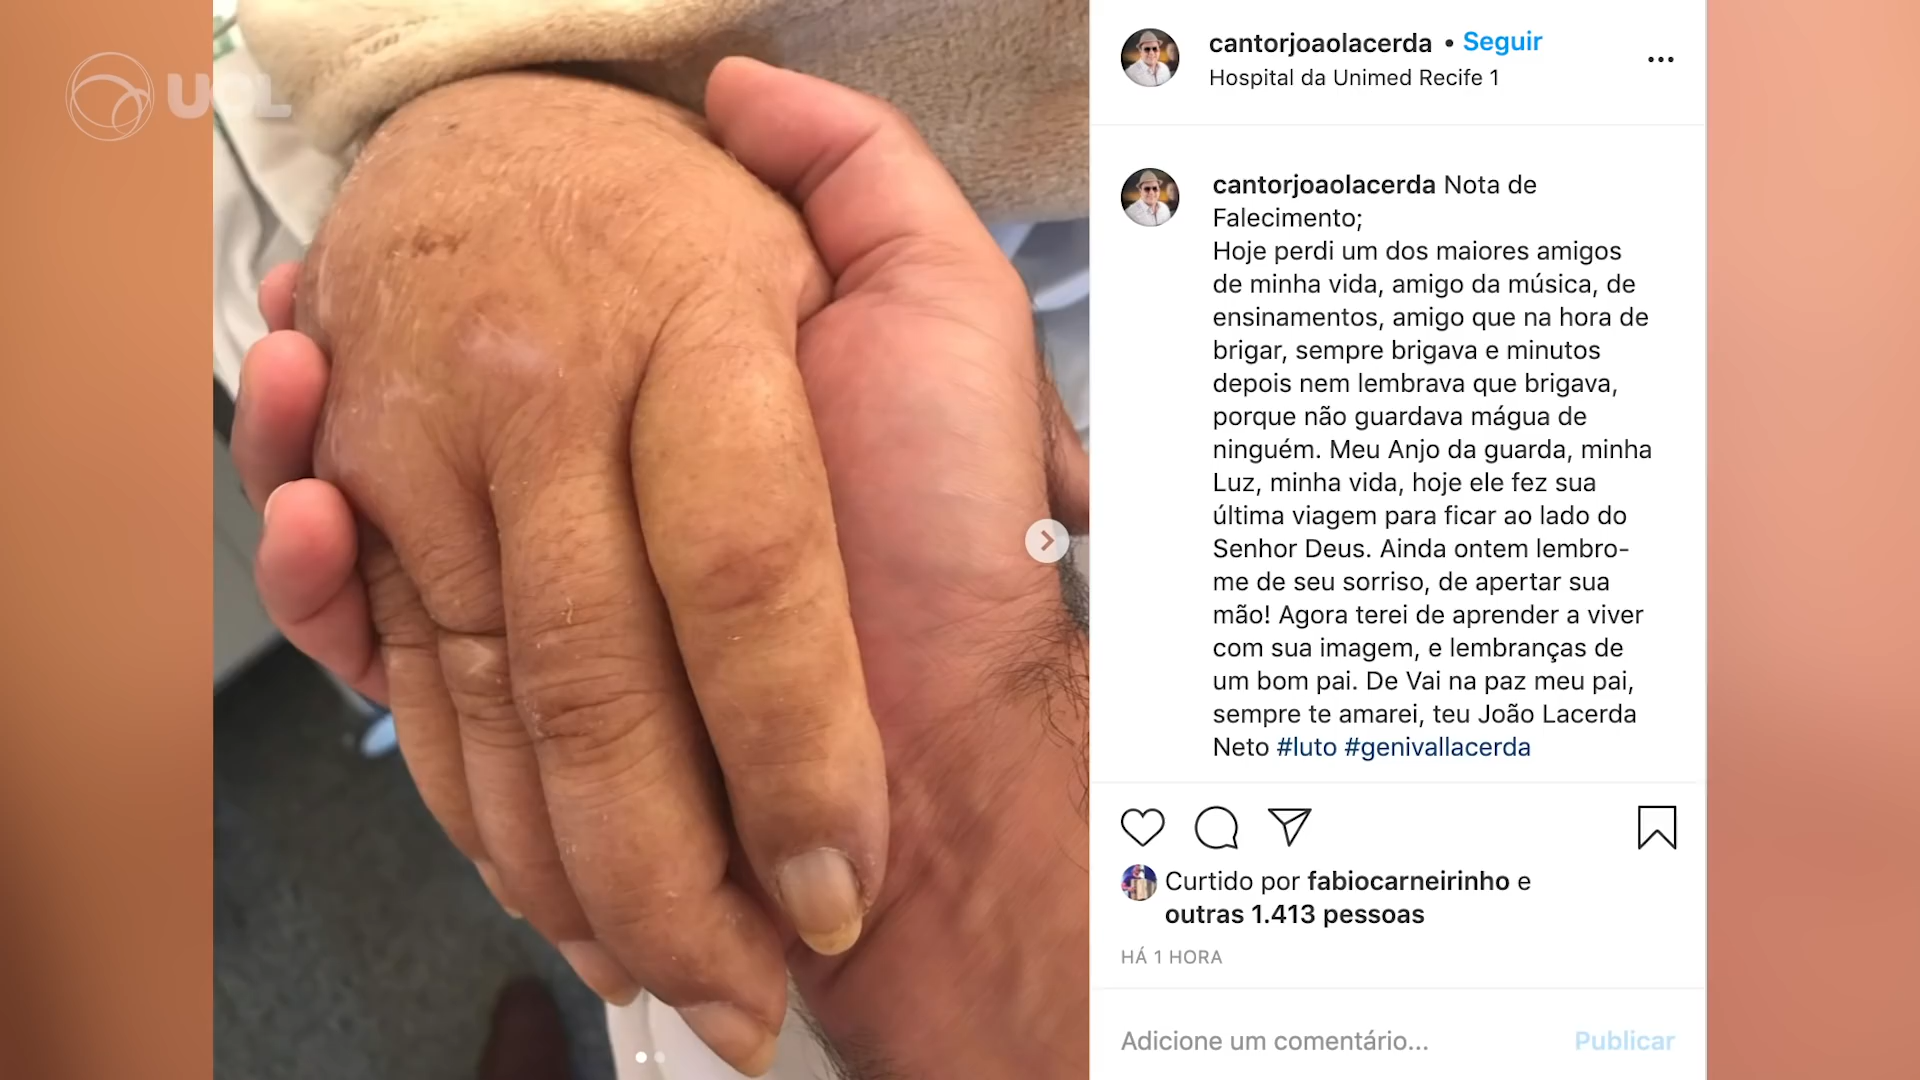 UOL
cantorjoaolacerda • Seguir
Hospital da Unimed Recife 1
cantorjoaolacerda Nota de
Falecimento;
Hoje perdi um dos maiores amigos
de minha vida, amigo da música, de
ensinamentos, amigo que na hora de
brigar, sempre brigava e minutos
depois nem lembrava que brigava,
porque não guardava mágua de
ninguém. Meu Anjo da guarda, minha
Luz, minha vida, hoje ele fez sua
última viagem para ficar ao lado do
Senhor Deus. Ainda ontem lembro-
me de seu sorriso, de apertar sua
mão! Agora terei de aprender a viver
com sua imagem, e lembranças de
um bom pai. De Vai na paz meu pai,
sempre te amarei, teu João Lacerda
Neto #luto #genivallacerda
Curtido por fabiocarneirinho e
outras 1.413 pessoas
HÁ 1 HORA
Adicione um comentário... Publicar